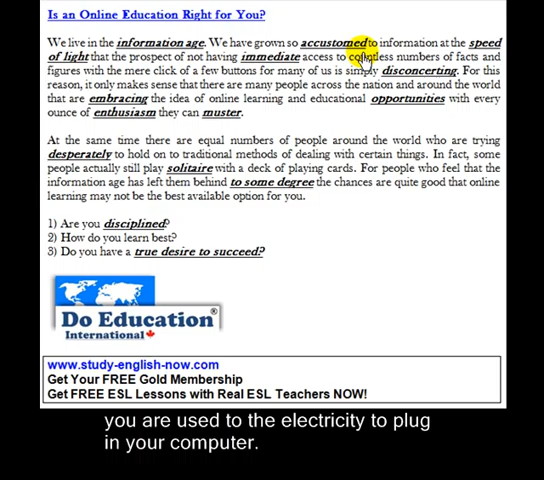 Is an Online Education Right for You?
We live in the information age. We have grown so accustomed to information at the speed
of light that the prospect of not having immediate access to countless numbers of facts and
figures with the mere click of a few buttons for many of us is simply disconcerting. For this
reason, it only makes sense that there are many people across the nation and around the world
that are embracing the idea of online learning and educational opportunities with every
ounce of enthusiasm they can muster.
At the same time there are equal numbers of people around the world who are trying
desperately to hold on to traditional methods of dealing with certain things. In fact, some
people actually still play solitaire with a deck of playing cards. For people who feel that the
information age has left them behind to some degree the chances are quite good that online
learning may not be the best available option for you.
1) Are you disciplined?
2) How do you learn best?
3) Do you have a true desire to succeed?
Do Education®
International
www.study-english-now.com
Get Your FREE Gold Membership
Get FREE ESL Lessons with Real ESL Teachers NOW!
you are used to the electricity to plug
in your computer.